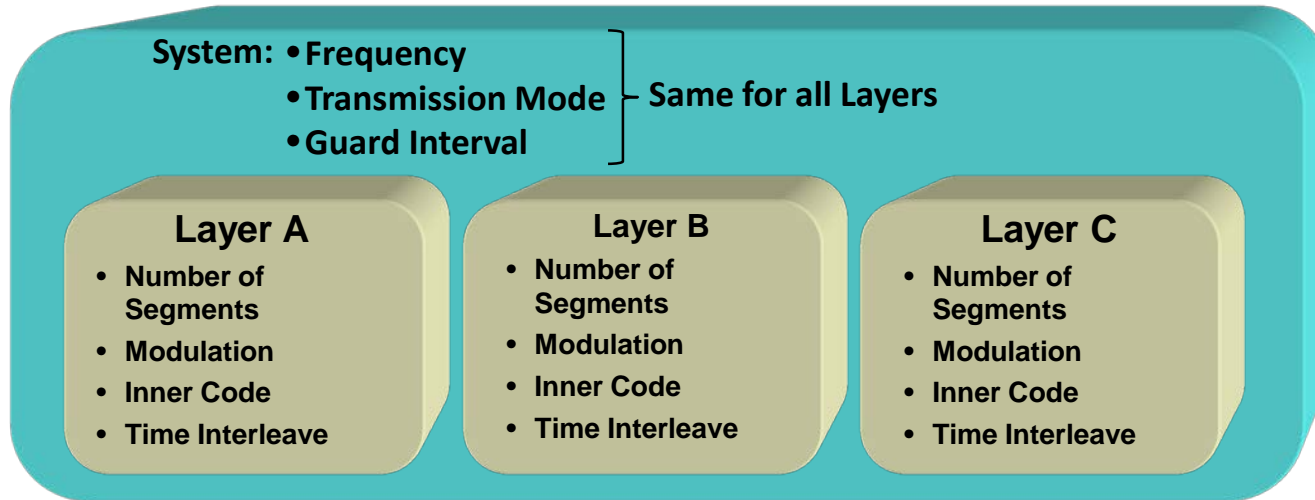 System: •Frequency
•Transmission Mode
•Guard Interval
Same for all Layers
Layer A
• Number of
Segments
• Modulation
• Inner Code
• Time Interleave
Layer B
• Number of
Segments
• Modulation
• Inner Code
• Time Interleave
Layer C
• Number of
Segments
• Modulation
• Inner Code
• Time Interleave